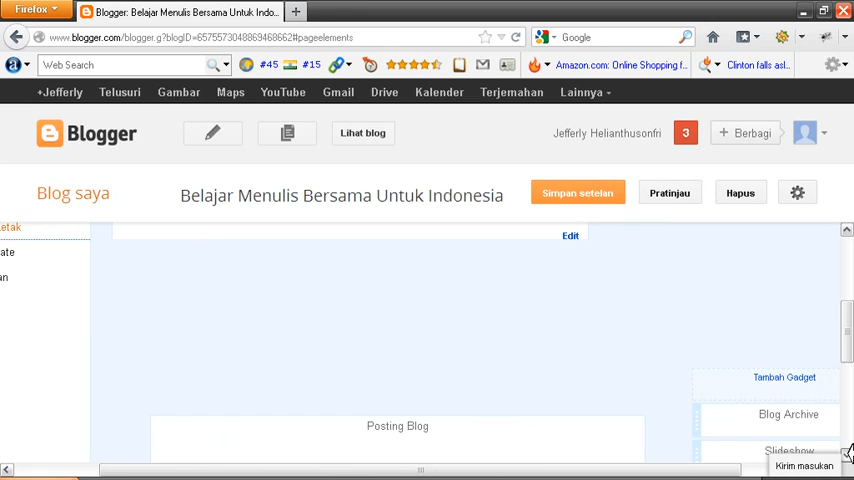 Firefox
Blogger: Belajar Menulis Bersama Untuk Indo...
www.blogger.com/blogger.g?blogID=6575573048869468662#pageelements
Google
Web Search
#45
#15
Amazon.com: Online Shopping f...
Clinton falls asl...
+Jefferly
Telusuri
Gambar
Maps
YouTube
Gmail
Drive
Kalender
Terjemahan
Lainnya
Blogger
Lihat blog
Jefferly Helianthusonfri
3
+ Berbagi
Blog saya
Belajar Menulis Bersama Untuk Indonesia
Simpan setelan
Pratinjau
Hapus
etak
Edit
ate
n
Tambah Gadget
Blog Archive
Posting Blog
Slideshow
Kirim masukan